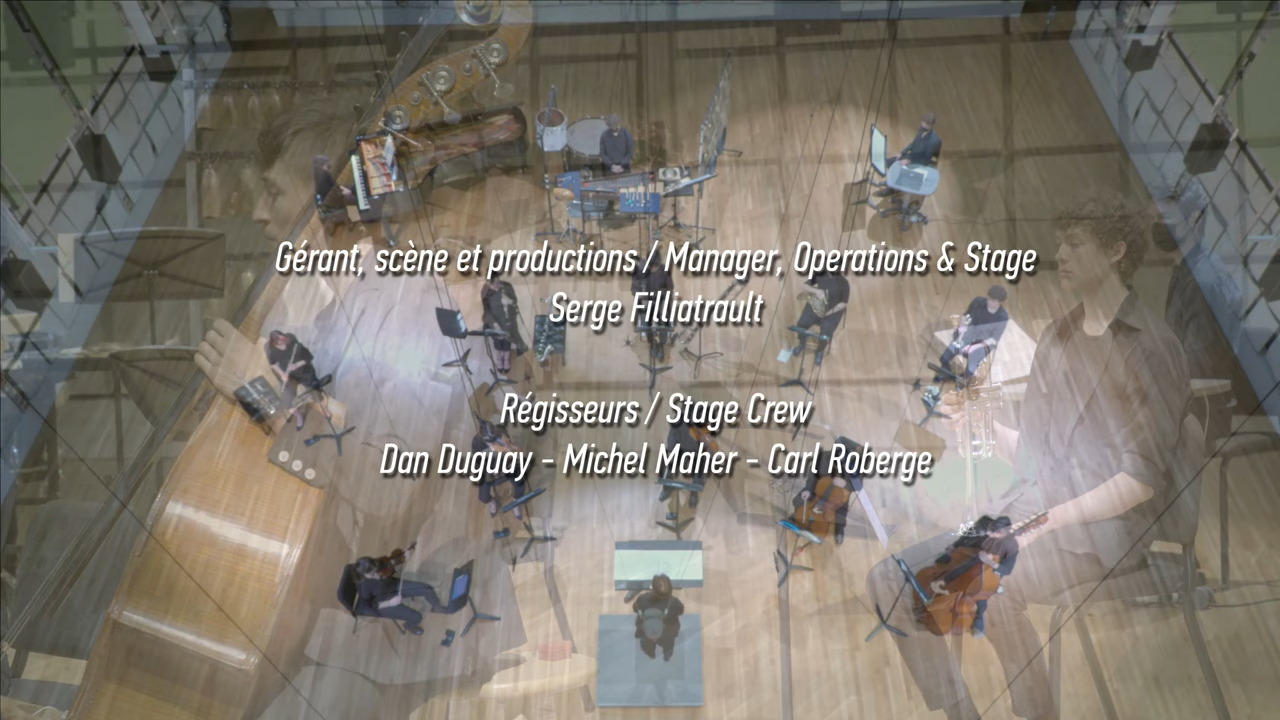 Gérant, scène et productions / Manager, Operations & Stage
Serge Filliatrault
Régisseurs / Stage Crew
Dan Duguay - Michel Maher - Carl Roberge